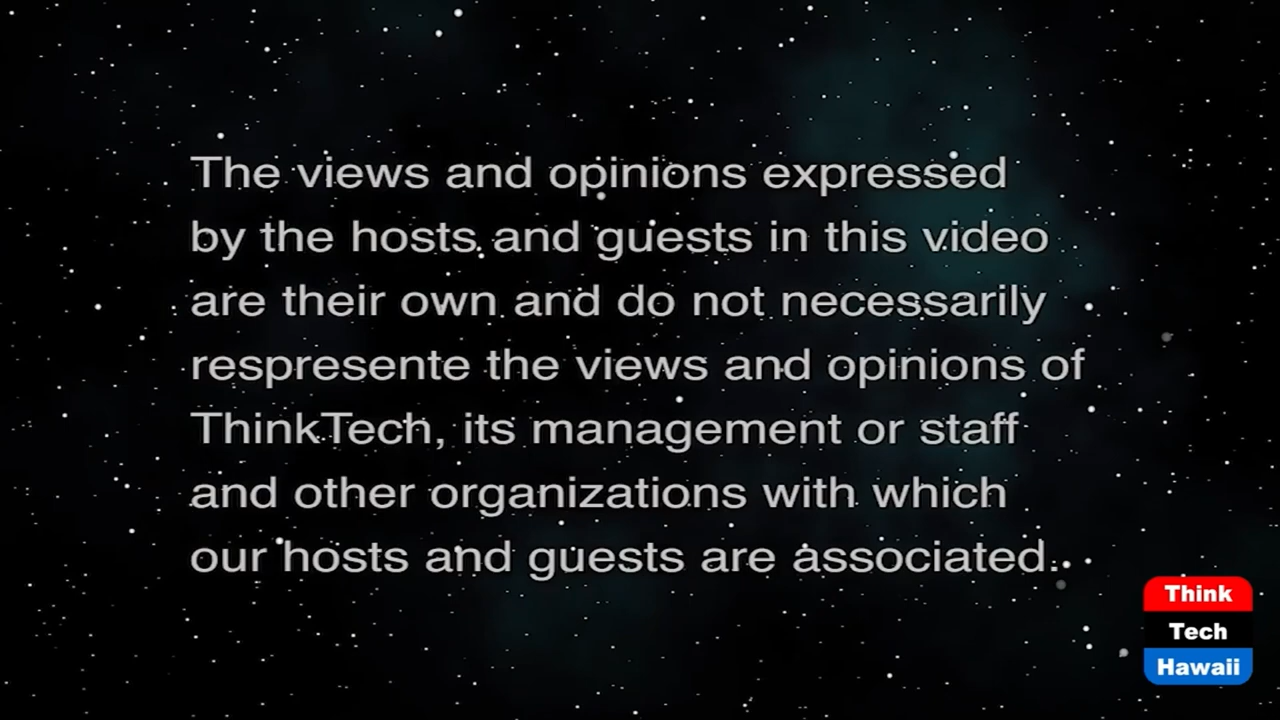 The views and opinions expressed
by the hosts and guests in this video
are their own and do not necessarily
respresente the views and opinions of
ThinkTech, its management or staff
and other organizations with which
our hosts and guests are associated.
Think
Tech
Hawaii